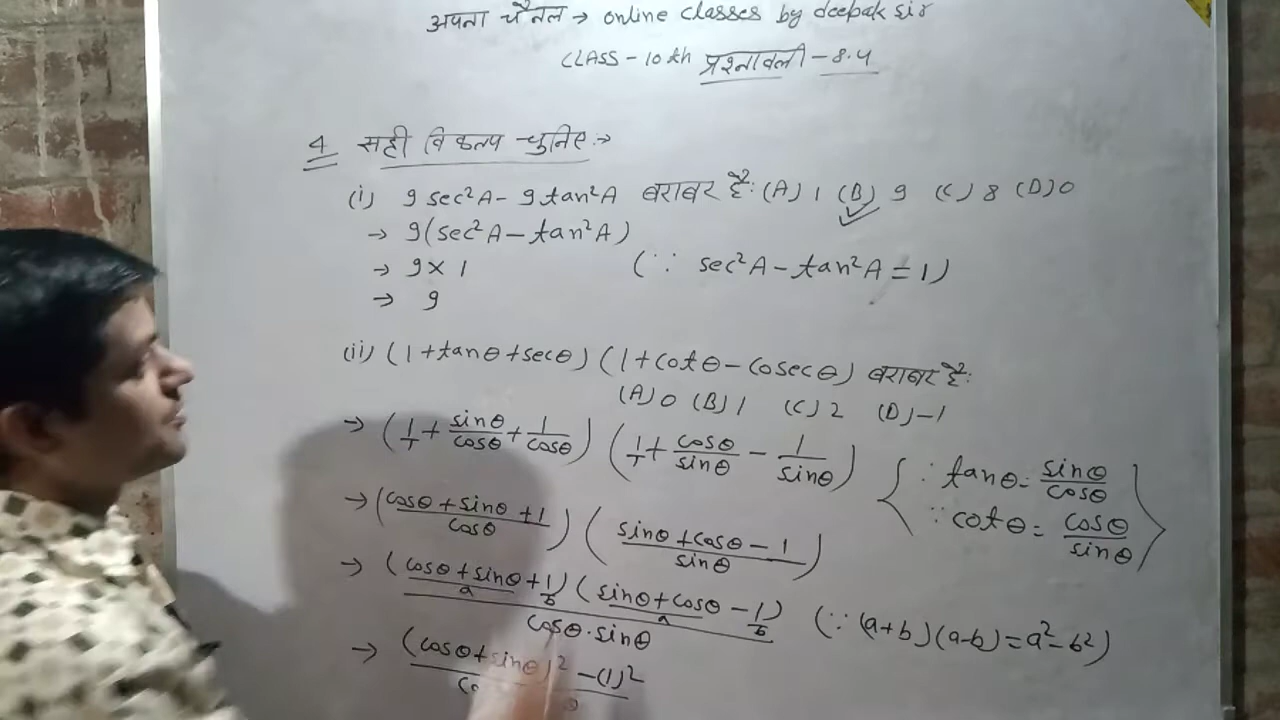 अपना चैनल → online classes by deepak sir
CLASS - 10th प्रश्नावली - 8.4
4 सही विकल्प चुनिए :→
(i) 9 sec²A - 9 tan²A बराबर है: (A) 1 (B) 9 (C) 8 (D) 0
→ 9(sec²A - tan²A)
→ 9 × 1 (∵ sec²A - tan²A = 1)
→ 9
(ii) (1 + tanθ + secθ) (1 + cotθ - cosecθ) बराबर है:
(A) 0 (B) 1 (C) 2 (D) -1
→ (1/1 + sinθ/cosθ + 1/cosθ) (1/1 + cosθ/sinθ - 1/sinθ) {∵ tanθ = sinθ/cosθ
→ (cosθ + sinθ + 1/cosθ) (sinθ + cosθ - 1/sinθ) ∵ cotθ = cosθ/sinθ}
→ (cosθ + sinθ + 1) (sinθ + cosθ - 1) (∵ (a+b)(a-b) = a² - b²)
a b a b
cosθ . sinθ
→ (cosθ + sinθ)² - (1)²